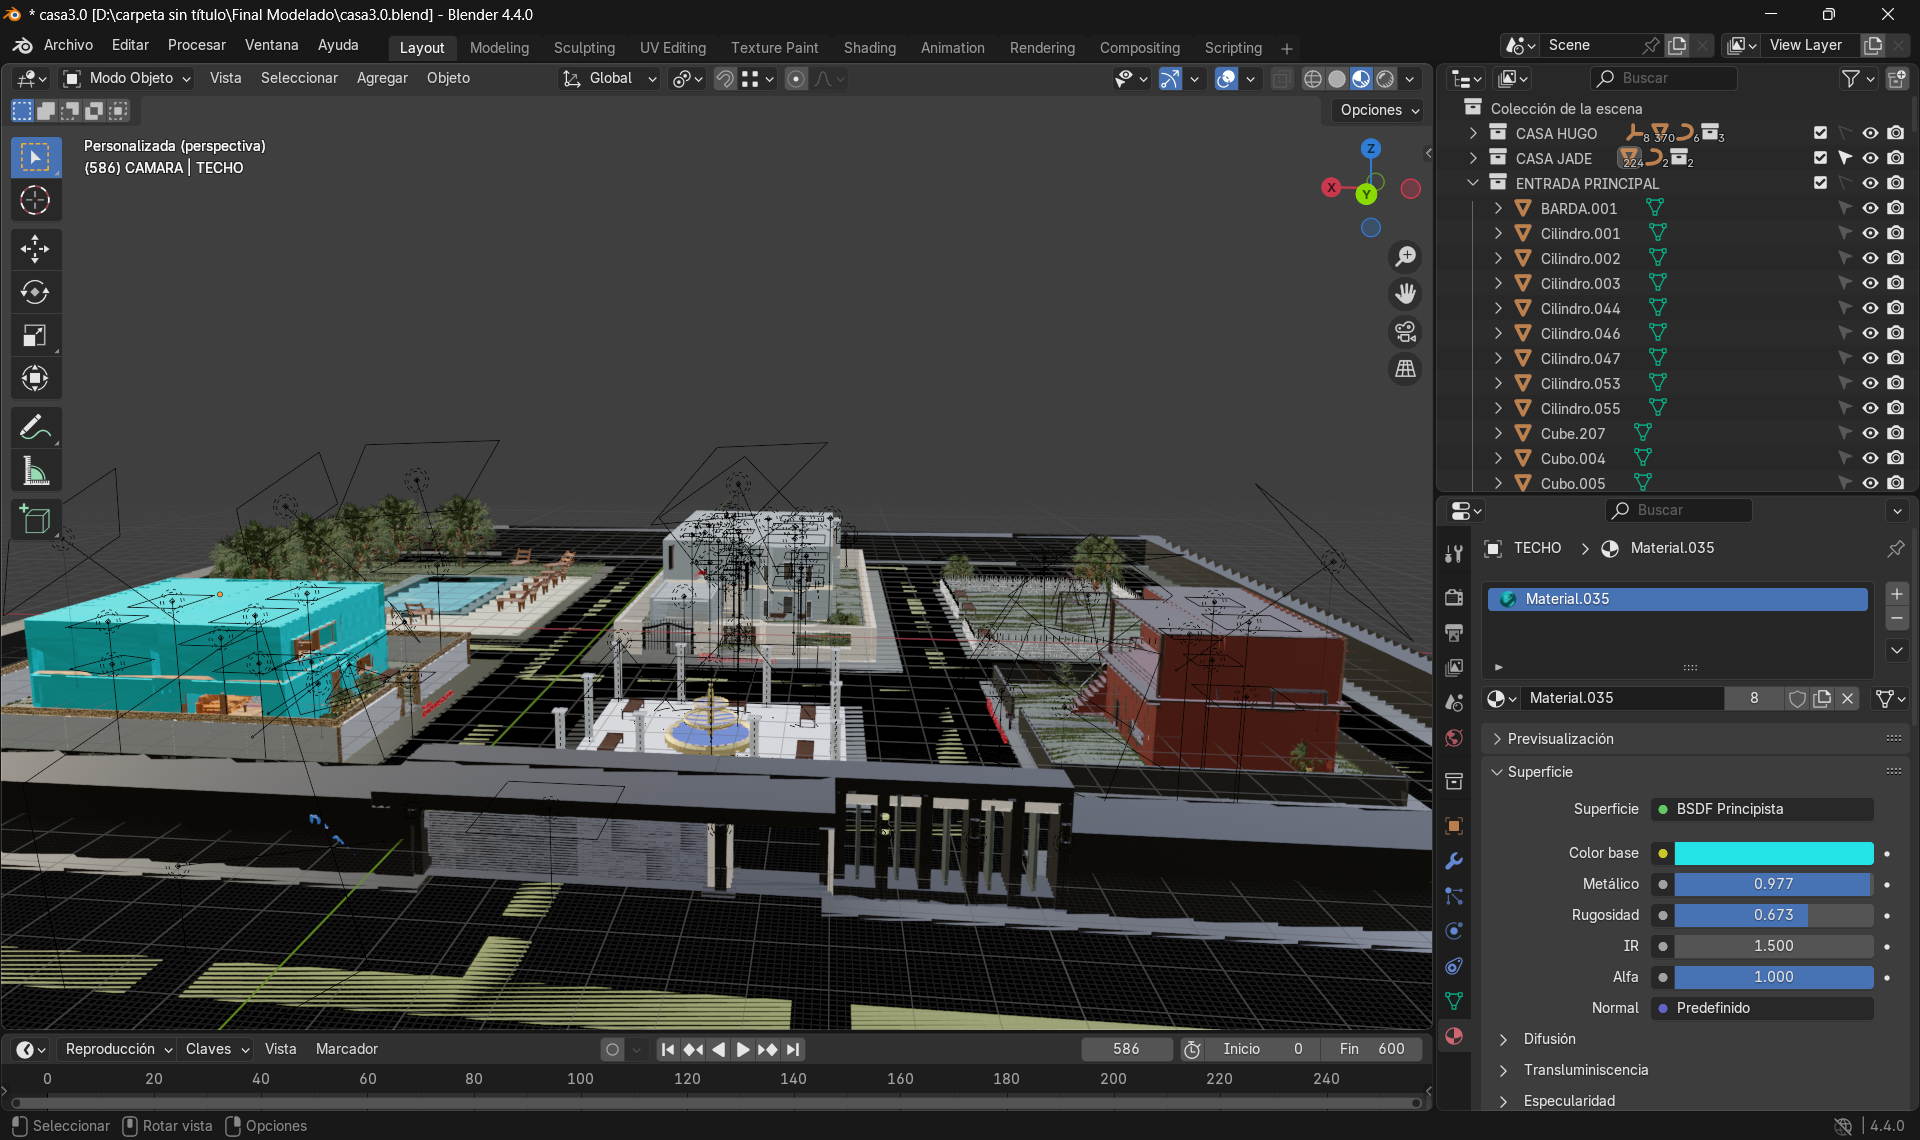 * casa3.0 [D:\carpeta sin título\Final Modelado\casa3.0.blend] - Blender 4.4.0
Archivo Editar Procesar Ventana Ayuda
Layout Modeling Sculpting UV Editing Texture Paint Shading Animation Rendering Compositing Scripting +
Scene
View Layer
Modo Objeto Vista Seleccionar Agregar Objeto
Global
Opciones
Personalizada (perspectiva)
(586) CAMARA | TECHO
Z
X
Y
Buscar
Colección de la escena
CASA HUGO 8 370 6 3
CASA JADE 224 2 2
ENTRADA PRINCIPAL
BARDA.001
Cilindro.001
Cilindro.002
Cilindro.003
Cilindro.044
Cilindro.046
Cilindro.047
Cilindro.053
Cilindro.055
Cube.207
Cubo.004
Cubo.005
Buscar
TECHO > Material.035
Material.035
Material.035 8
Previsualización
Superficie
Superficie BSDF Principista
Color base
Metálico 0.977
Rugosidad 0.673
IR 1.500
Alfa 1.000
Normal Predefinido
Difusión
Transluminiscencia
Especularidad
Reproducción Claves Vista Marcador
586
Inicio 0 Fin 600
0 20 40 60 80 100 120 140 160 180 200 220 240
Seleccionar Rotar vista Opciones
4.4.0